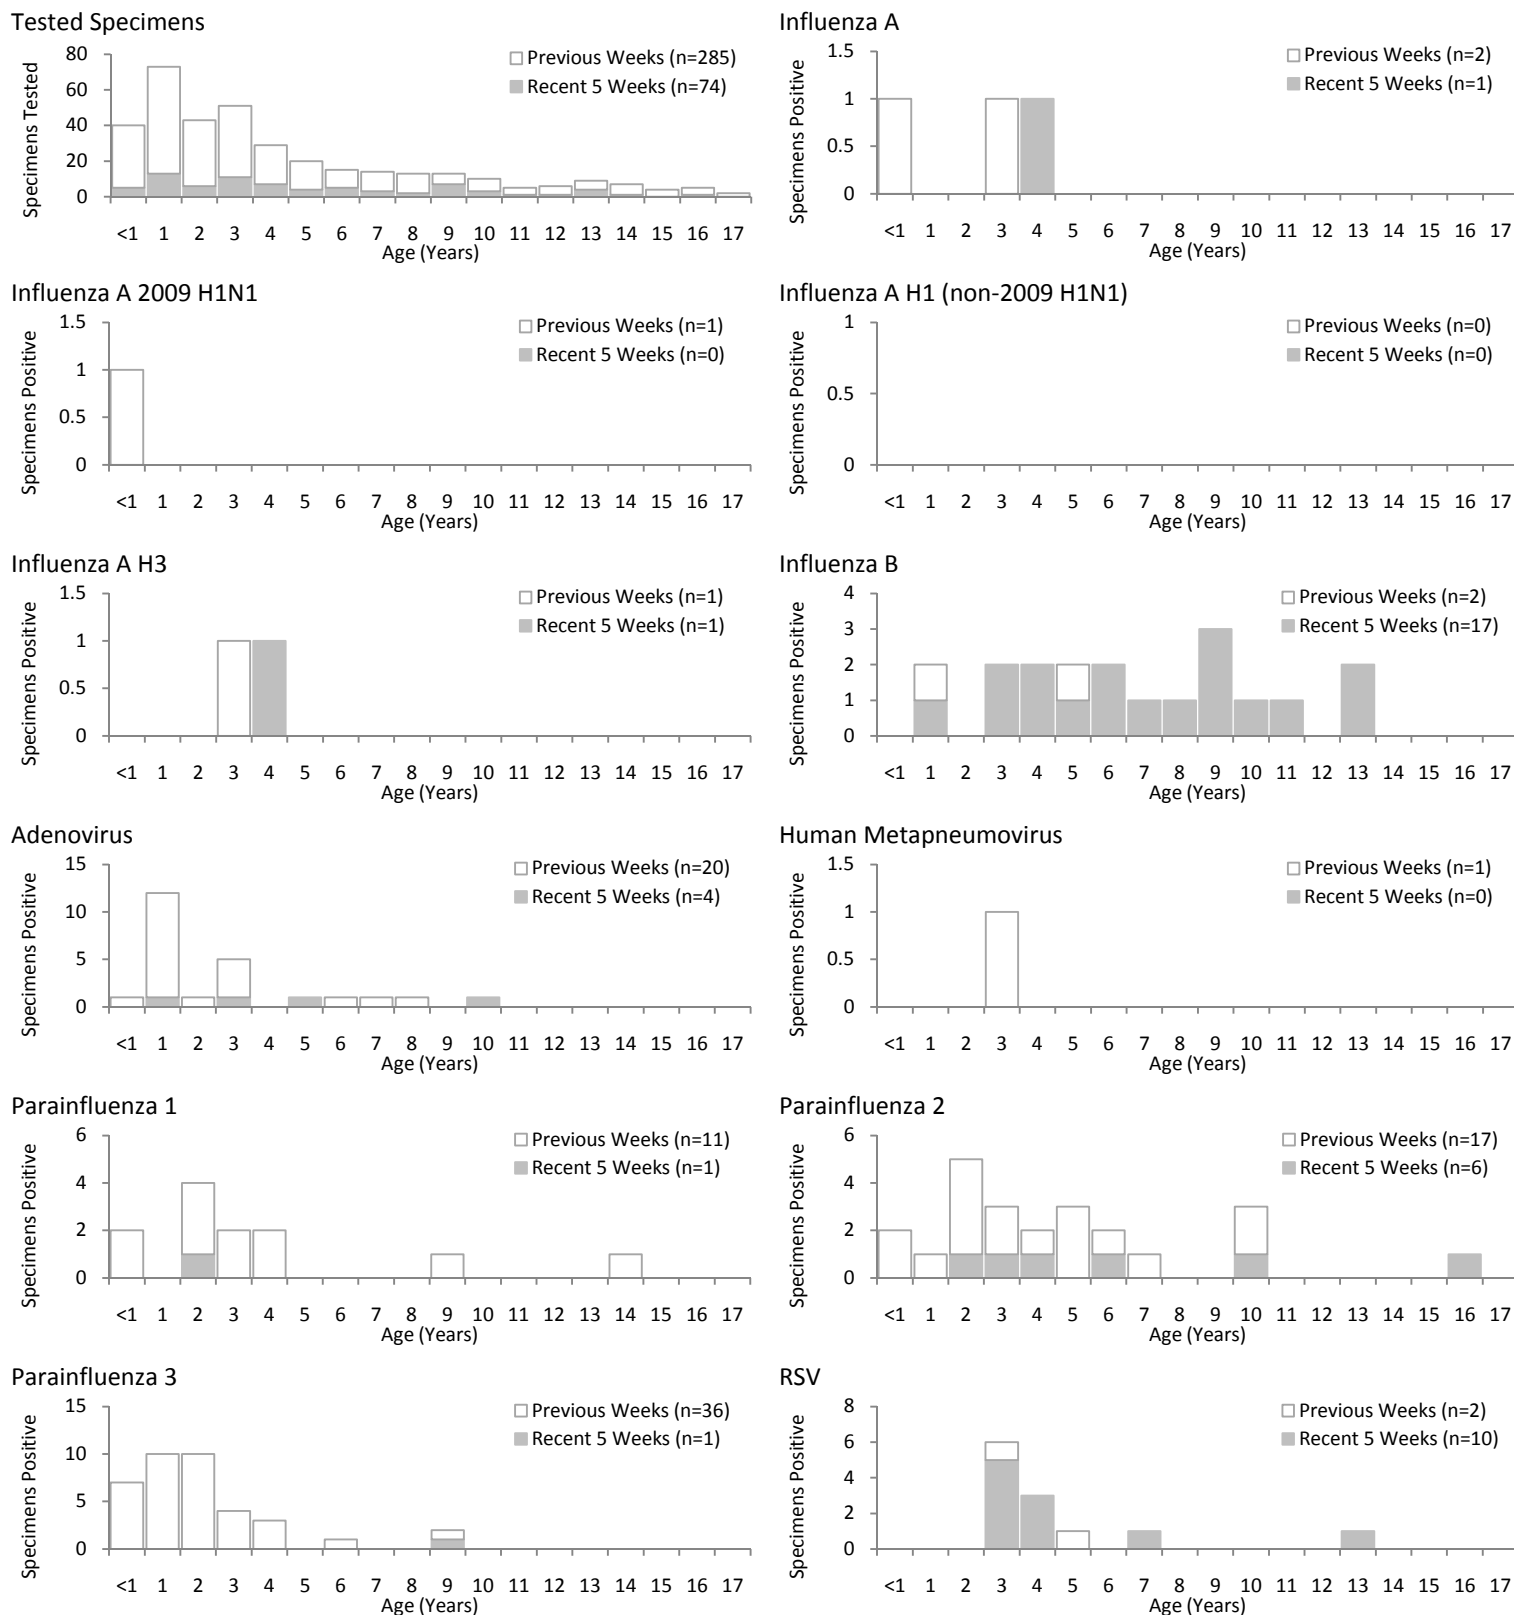 Tested Specimens
Specimens Tested
80
60
40
20
0
Previous Weeks (n=285)
Recent 5 Weeks (n=74)
<1 1 2 3 4 5 6 7 8 9 10 11 12 13 14 15 16 17
Age (Years)
Influenza A
Specimens Positive
1.5
1
0.5
0
Previous Weeks (n=2)
Recent 5 Weeks (n=1)
<1 1 2 3 4 5 6 7 8 9 10 11 12 13 14 15 16 17
Age (Years)
Influenza A 2009 H1N1
Specimens Positive
1.5
1
0.5
0
Previous Weeks (n=1)
Recent 5 Weeks (n=0)
<1 1 2 3 4 5 6 7 8 9 10 11 12 13 14 15 16 17
Age (Years)
Influenza A H1 (non-2009 H1N1)
Specimens Positive
1
0.5
0
Previous Weeks (n=0)
Recent 5 Weeks (n=0)
<1 1 2 3 4 5 6 7 8 9 10 11 12 13 14 15 16 17
Age (Years)
Influenza A H3
Specimens Positive
1.5
1
0.5
0
Previous Weeks (n=1)
Recent 5 Weeks (n=1)
<1 1 2 3 4 5 6 7 8 9 10 11 12 13 14 15 16 17
Age (Years)
Influenza B
Specimens Positive
4
3
2
1
0
Previous Weeks (n=2)
Recent 5 Weeks (n=17)
<1 1 2 3 4 5 6 7 8 9 10 11 12 13 14 15 16 17
Age (Years)
Adenovirus
Specimens Positive
15
10
5
0
Previous Weeks (n=20)
Recent 5 Weeks (n=4)
<1 1 2 3 4 5 6 7 8 9 10 11 12 13 14 15 16 17
Age (Years)
Human Metapneumovirus
Specimens Positive
1.5
1
0.5
0
Previous Weeks (n=1)
Recent 5 Weeks (n=0)
<1 1 2 3 4 5 6 7 8 9 10 11 12 13 14 15 16 17
Age (Years)
Parainfluenza 1
Specimens Positive
6
4
2
0
Previous Weeks (n=11)
Recent 5 Weeks (n=1)
<1 1 2 3 4 5 6 7 8 9 10 11 12 13 14 15 16 17
Age (Years)
Parainfluenza 2
Specimens Positive
6
4
2
0
Previous Weeks (n=17)
Recent 5 Weeks (n=6)
<1 1 2 3 4 5 6 7 8 9 10 11 12 13 14 15 16 17
Age (Years)
Parainfluenza 3
Specimens Positive
15
10
5
0
Previous Weeks (n=36)
Recent 5 Weeks (n=1)
<1 1 2 3 4 5 6 7 8 9 10 11 12 13 14 15 16 17
Age (Years)
RSV
Specimens Positive
8
6
4
2
0
Previous Weeks (n=2)
Recent 5 Weeks (n=10)
<1 1 2 3 4 5 6 7 8 9 10 11 12 13 14 15 16 17
Age (Years)